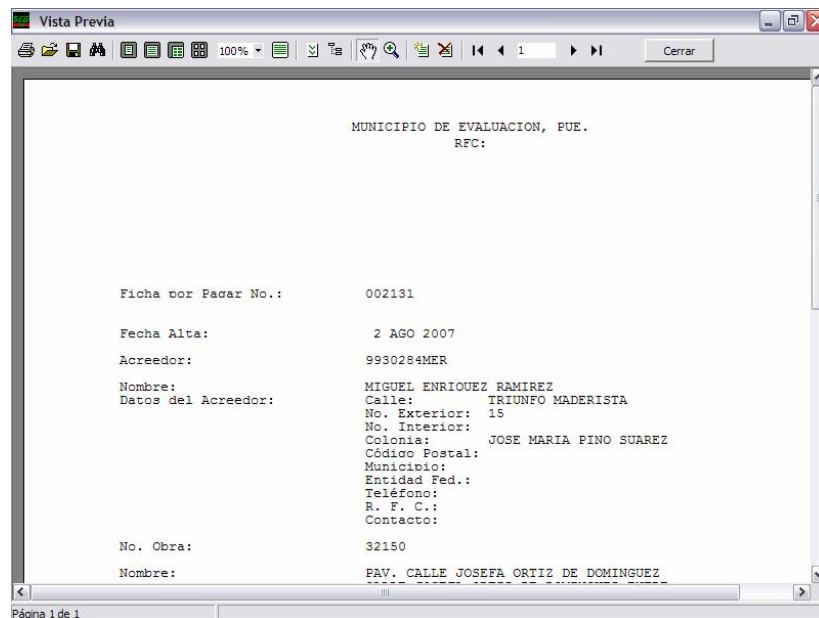 SCG Vista Previa
100% 1 Cerrar
MUNICIPIO DE EVALUACION, PUE.
RFC:
Ficha por Pagar No.: 002131
Fecha Alta: 2 AGO 2007
Acreedor: 9930284MER
Nombre: MIGUEL ENRIQUEZ RAMIREZ
Datos del Acreedor: Calle: TRIUNFO MADERISTA
No. Exterior: 15
No. Interior:
Colonia: JOSE MARIA PINO SUAREZ
Código Postal:
Municipio:
Entidad Fed.:
Teléfono:
R. F. C.:
Contacto:
No. Obra: 32150
Nombre: PAV. CALLE JOSEFA ORTIZ DE DOMINGUEZ
Página 1 de 1